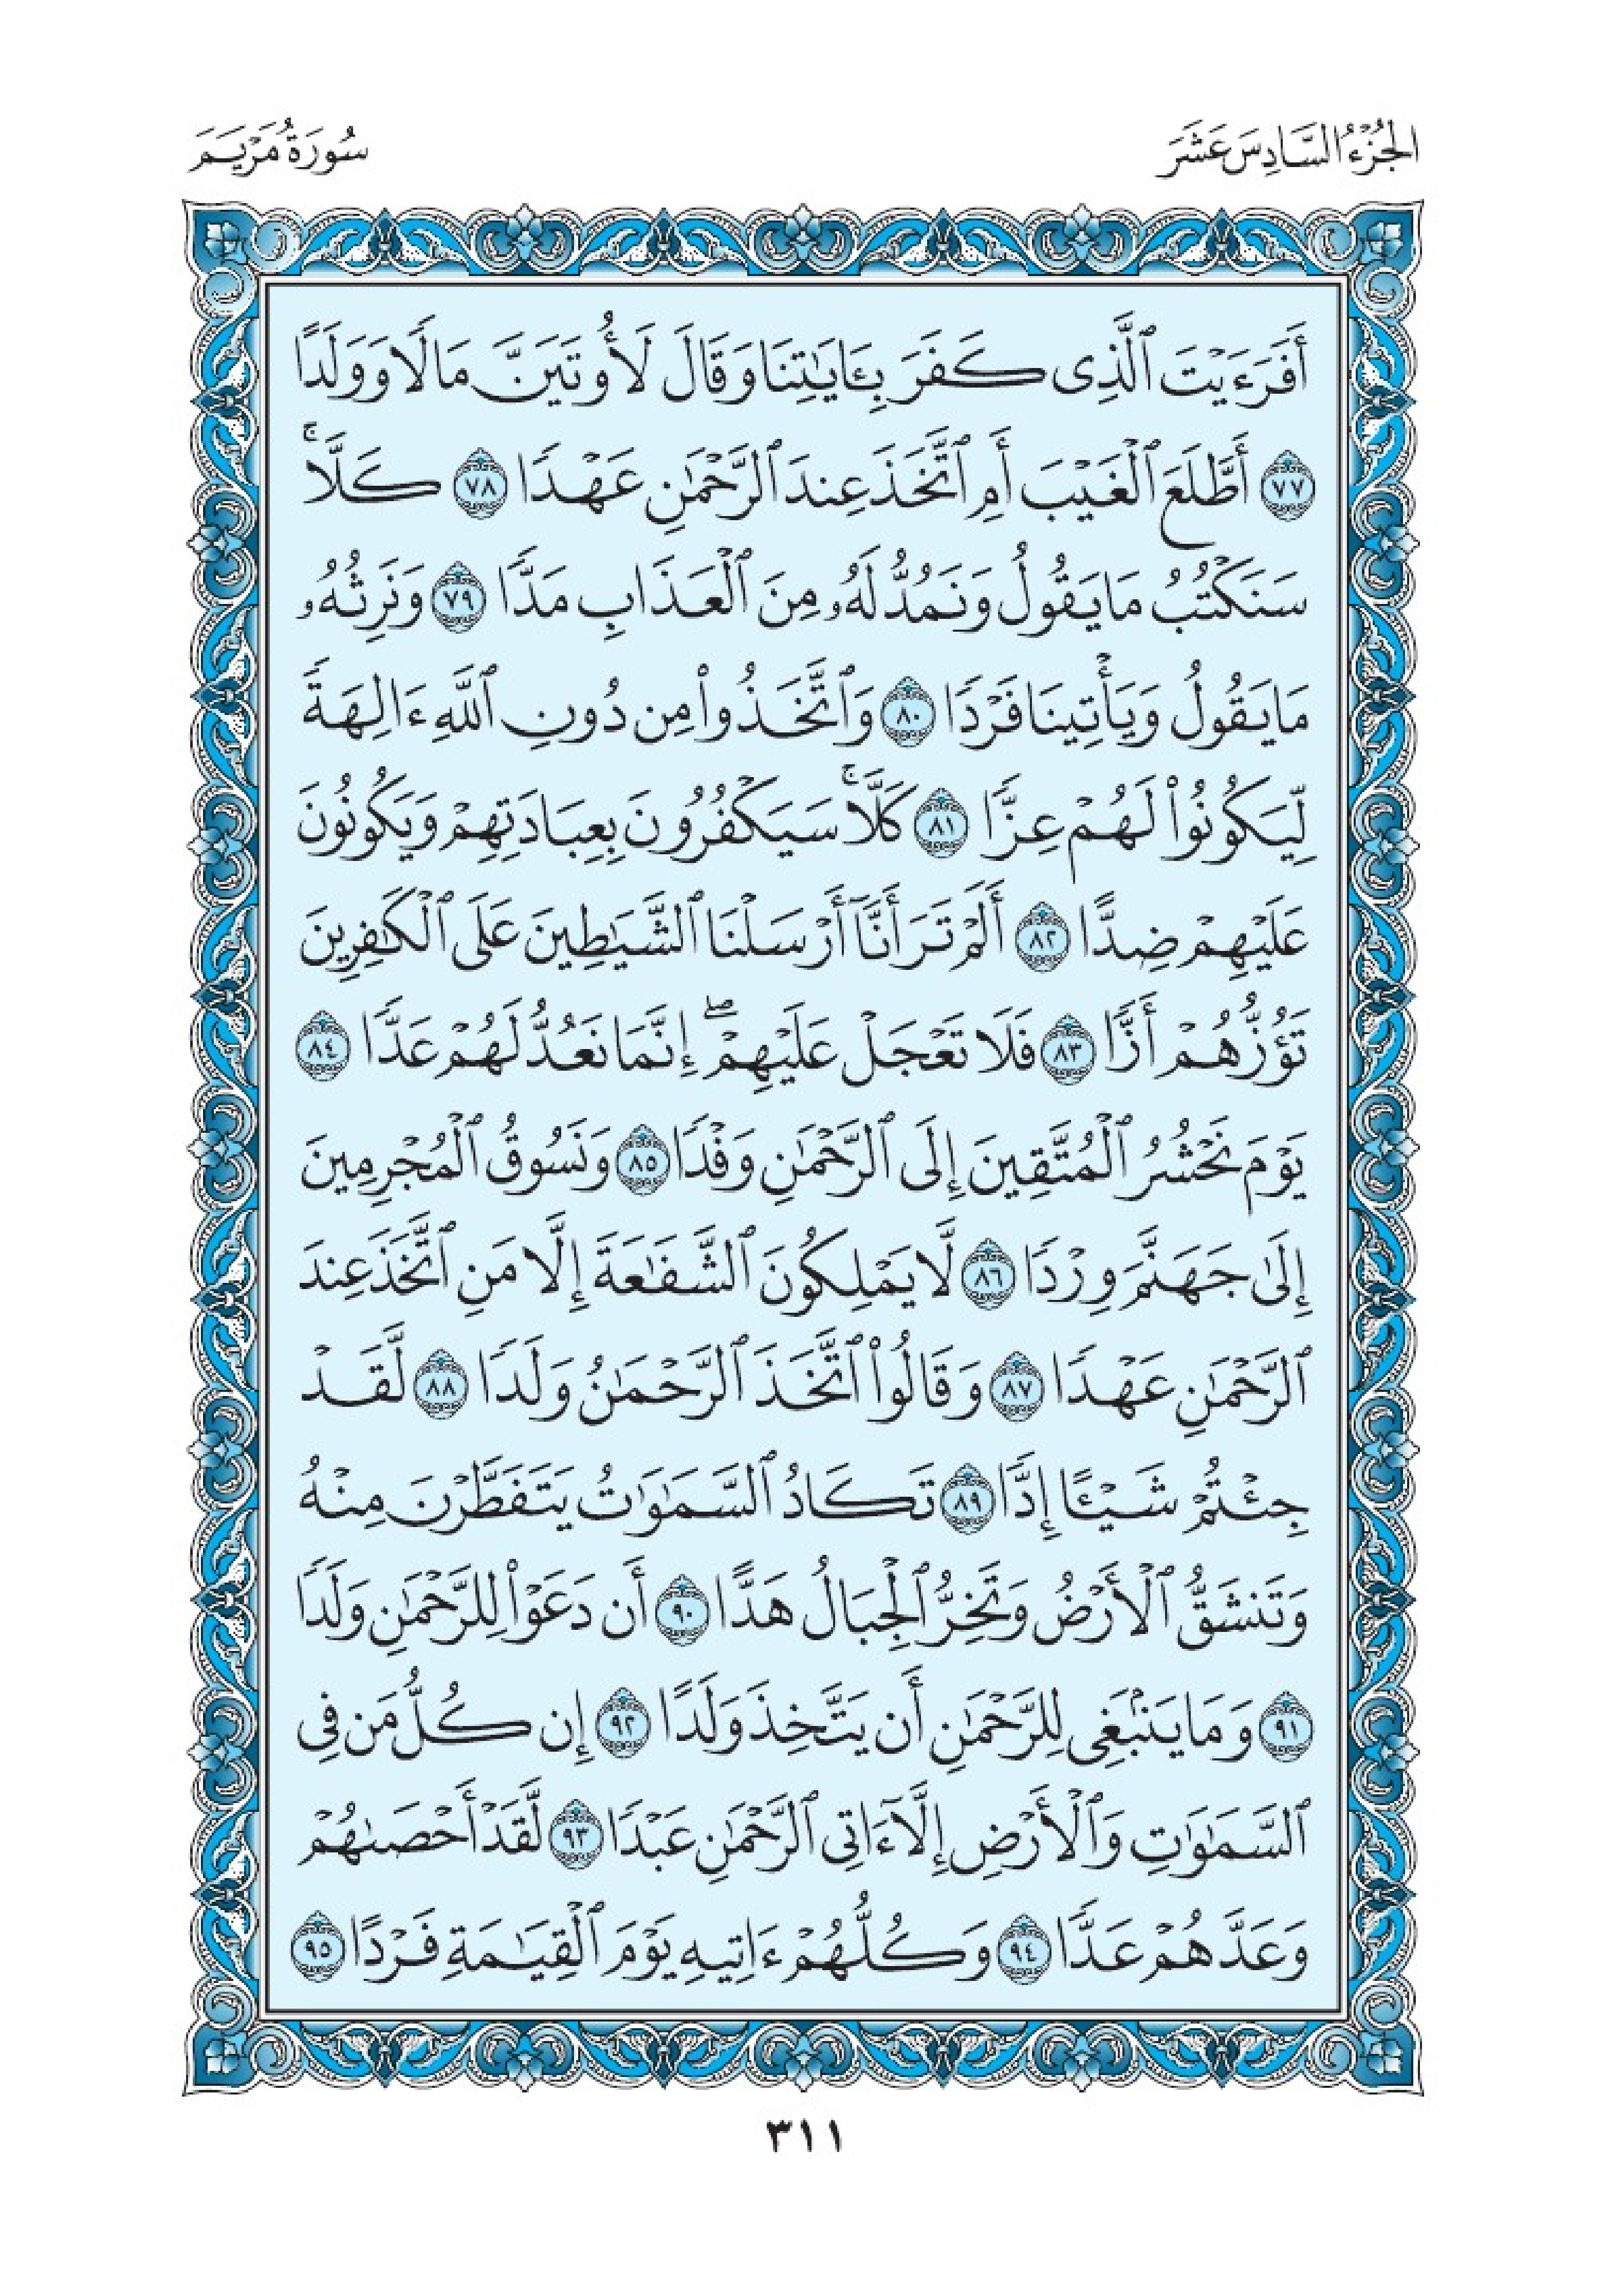 الجُزْءُ السَّادِسَ عَشَرَ
سُورَةُ مَرْيَمَ
أَفَرَءَيْتَ ٱلَّذِى كَفَرَ بِـَٔايَـٰتِنَا وَقَالَ لَأُوتَيَنَّ مَالًا وَوَلَدًا
٧٧ أَطَّلَعَ ٱلْغَيْبَ أَمِ ٱتَّخَذَ عِندَ ٱلرَّحْمَـٰنِ عَهْدًا ٧٨ كَلَّا ۚ
سَنَكْتُبُ مَا يَقُولُ وَنَمُدُّ لَهُۥ مِنَ ٱلْعَذَابِ مَدًّا ٧٩ وَنَرِثُهُۥ
مَا يَقُولُ وَيَأْتِينَا فَرْدًا ٨٠ وَٱتَّخَذُوا۟ مِن دُونِ ٱللَّهِ ءَالِهَةً
لِّيَكُونُوا۟ لَهُمْ عِزًّا ٨١ كَلَّا ۚ سَيَكْفُرُونَ بِعِبَادَتِهِمْ وَيَكُونُونَ
عَلَيْهِمْ ضِدًّا ٨٢ أَلَمْ تَرَ أَنَّآ أَرْسَلْنَا ٱلشَّيَـٰطِينَ عَلَى ٱلْكَـٰفِرِينَ
تَؤُزُّهُمْ أَزًّا ٨٣ فَلَا تَعْجَلْ عَلَيْهِمْ ۖ إِنَّمَا نَعُدُّ لَهُمْ عَدًّا ٨٤
يَوْمَ نَحْشُرُ ٱلْمُتَّقِينَ إِلَى ٱلرَّحْمَـٰنِ وَفْدًا ٨٥ وَنَسُوقُ ٱلْمُجْرِمِينَ
إِلَىٰ جَهَنَّمَ وِرْدًا ٨٦ لَّا يَمْلِكُونَ ٱلشَّفَـٰعَةَ إِلَّا مَنِ ٱتَّخَذَ عِندَ
ٱلرَّحْمَـٰنِ عَهْدًا ٨٧ وَقَالُوا۟ ٱتَّخَذَ ٱلرَّحْمَـٰنُ وَلَدًا ٨٨ لَّقَدْ
جِئْتُمْ شَيْـًٔا إِدًّا ٨٩ تَكَادُ ٱلسَّمَـٰوَٰتُ يَتَفَطَّرْنَ مِنْهُ
وَتَنشَقُّ ٱلْأَرْضُ وَتَخِرُّ ٱلْجِبَالُ هَدًّا ٩٠ أَن دَعَوْا۟ لِلرَّحْمَـٰنِ وَلَدًا
٩١ وَمَا يَنۢبَغِى لِلرَّحْمَـٰنِ أَن يَتَّخِذَ وَلَدًا ٩٢ إِن كُلُّ مَن فِى
ٱلسَّمَـٰوَٰتِ وَٱلْأَرْضِ إِلَّآ ءَاتِى ٱلرَّحْمَـٰنِ عَبْدًا ٩٣ لَّقَدْ أَحْصَىٰهُمْ
وَعَدَّهُمْ عَدًّا ٩٤ وَكُلُّهُمْ ءَاتِيهِ يَوْمَ ٱلْقِيَـٰمَةِ فَرْدًا ٩٥
٣١١